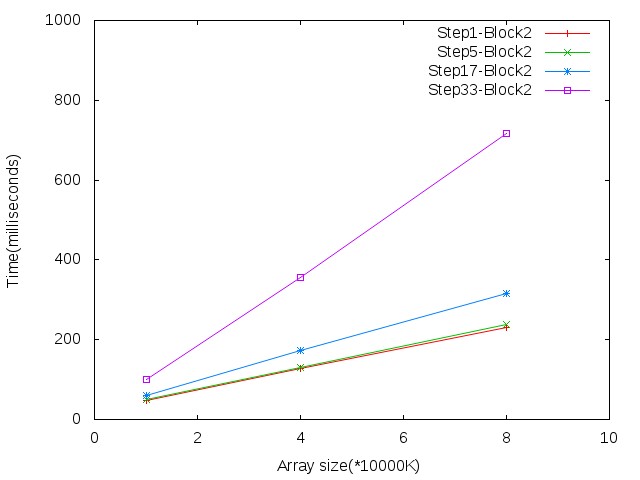 1000
800
600
400
200
0
0 2 4 6 8 10
Time(milliseconds)
Array size(*10000K)
Step1-Block2
Step5-Block2
Step17-Block2
Step33-Block2